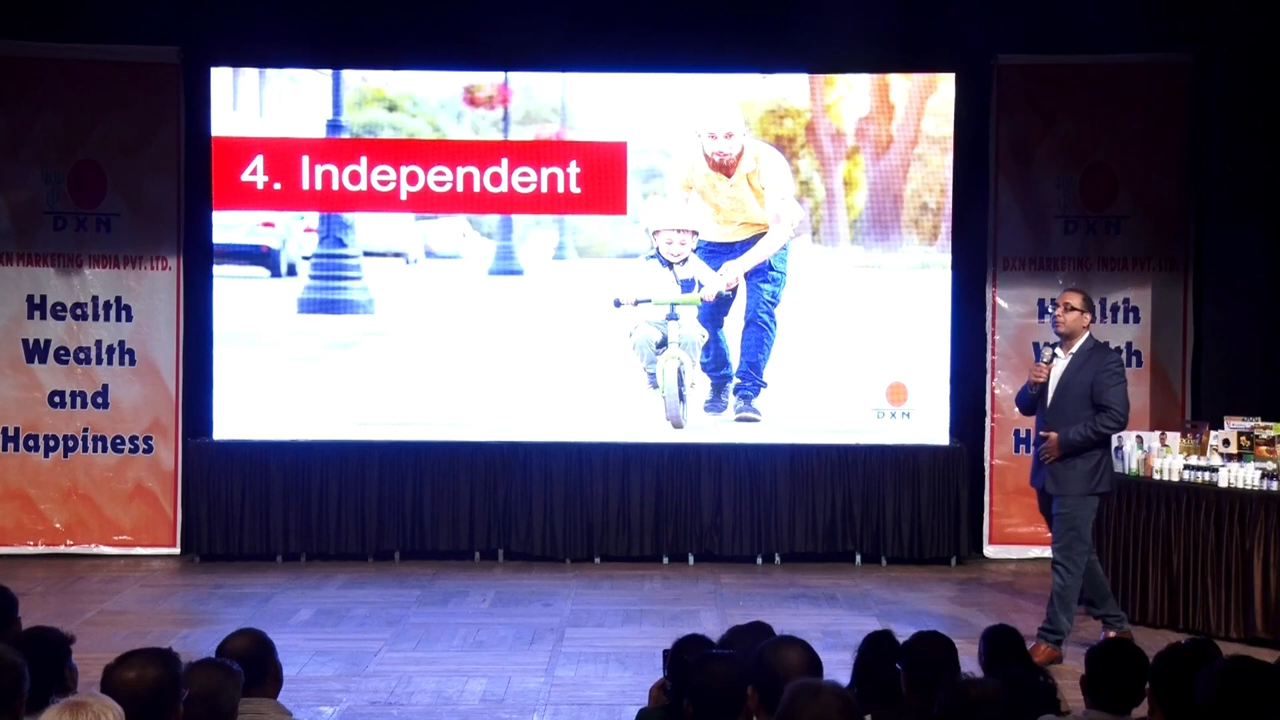 4. Independent
DXN
DXN
DXN MARKETING INDIA PVT. LTD.
Health
Wealth
and
Happiness
DXN
DXN MARKETING INDIA PVT. LTD.